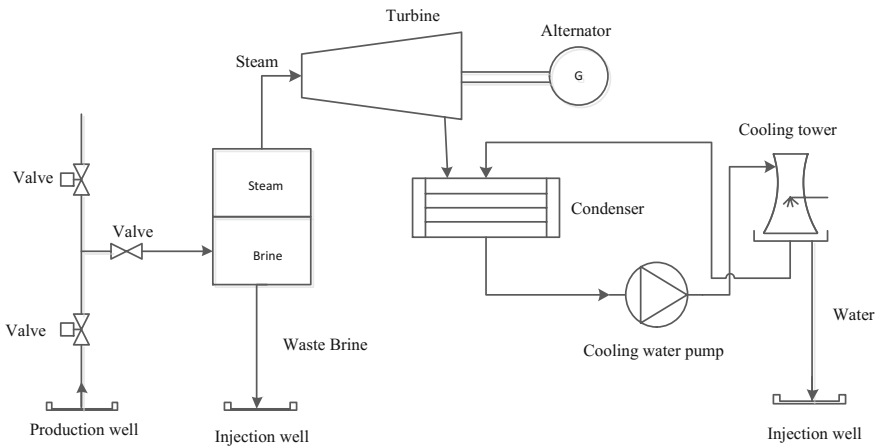 Turbine
Alternator
Steam
G
Cooling tower
Valve
Steam
Condenser
Valve
Brine
Valve
Waste Brine
Cooling water pump
Water
Production well
Injection well
Injection well